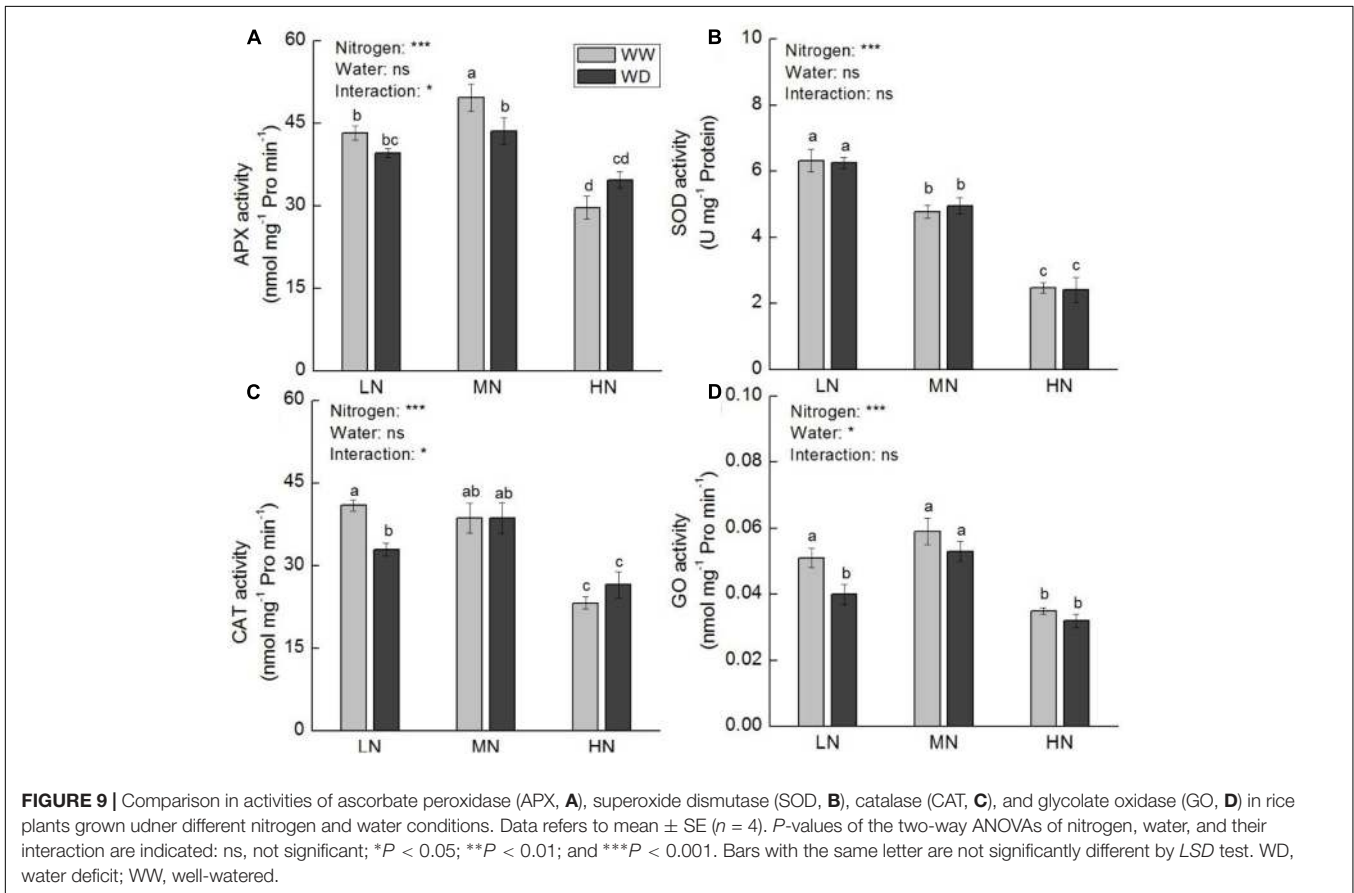 A
60
45
30
15
0
APX activity
(nmol mg⁻¹ Pro min⁻¹)
Nitrogen: ***
Water: ns
Interaction: *
WW
WD
b
bc
a
b
d
cd
LN
MN
HN
B
10
8
6
4
2
0
SOD activity
(U mg⁻¹ Protein)
Nitrogen: ***
Water: ns
Interaction: ns
a
a
b
b
c
c
LN
MN
HN
C
60
45
30
15
0
CAT activity
(nmol mg⁻¹ Pro min⁻¹)
Nitrogen: ***
Water: ns
Interaction: *
a
b
ab
ab
c
c
LN
MN
HN
D
0.10
0.08
0.06
0.04
0.02
0.00
GO activity
(nmol mg⁻¹ Pro min⁻¹)
Nitrogen: ***
Water: *
Interaction: ns
a
b
a
a
b
b
LN
MN
HN
FIGURE 9 | Comparison in activities of ascorbate peroxidase (APX, A), superoxide dismutase (SOD, B), catalase (CAT, C), and glycolate oxidase (GO, D) in rice
plants grown udner different nitrogen and water conditions. Data refers to mean ± SE (n = 4). P-values of the two-way ANOVAs of nitrogen, water, and their
interaction are indicated: ns, not significant; *P < 0.05; **P < 0.01; and ***P < 0.001. Bars with the same letter are not significantly different by LSD test. WD,
water deficit; WW, well-watered.